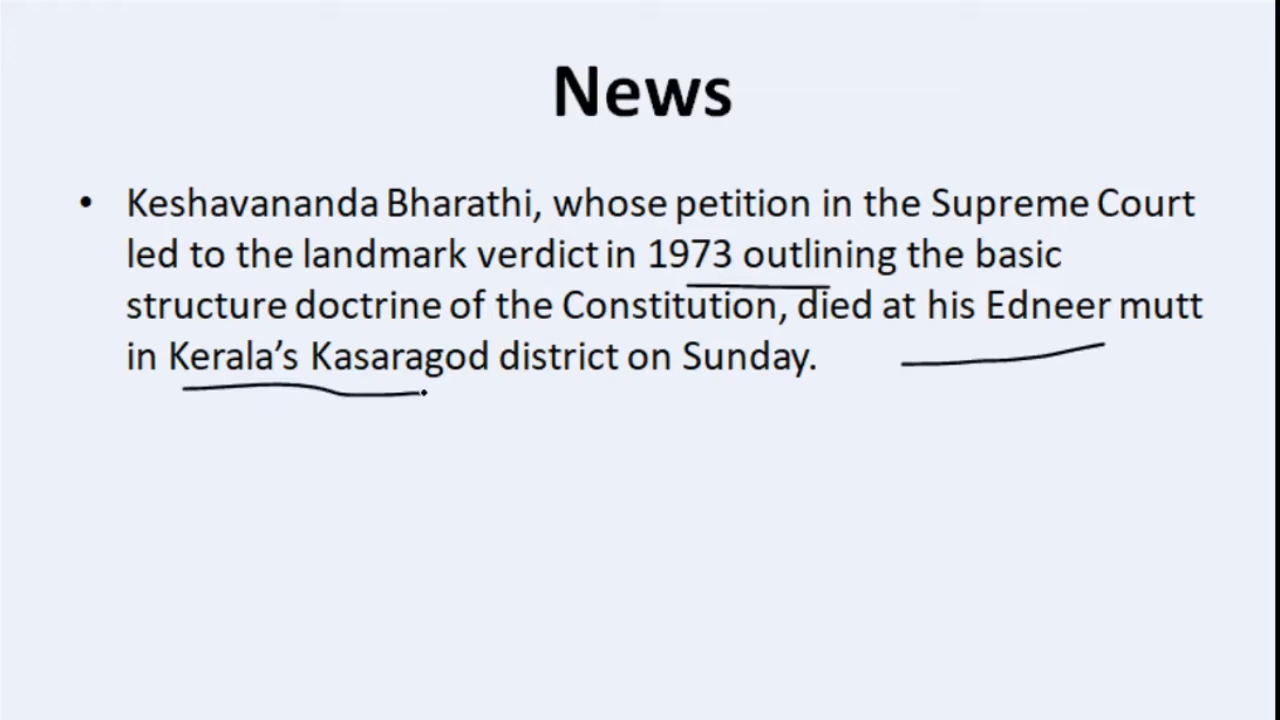 News
• Keshavananda Bharathi, whose petition in the Supreme Court
led to the landmark verdict in 1973 outlining the basic
structure doctrine of the Constitution, died at his Edneer mutt
in Kerala’s Kasaragod district on Sunday.